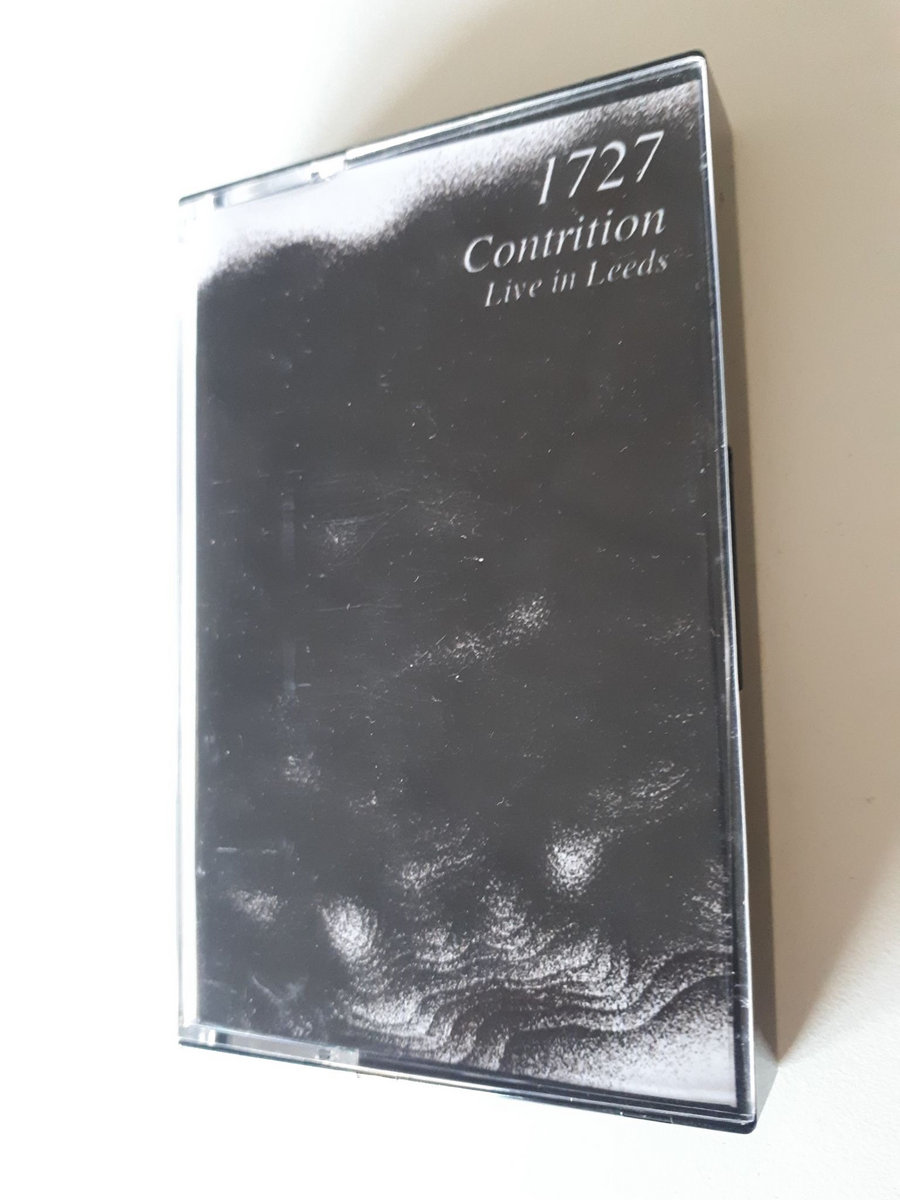 1727
Contrition
Live in Leeds